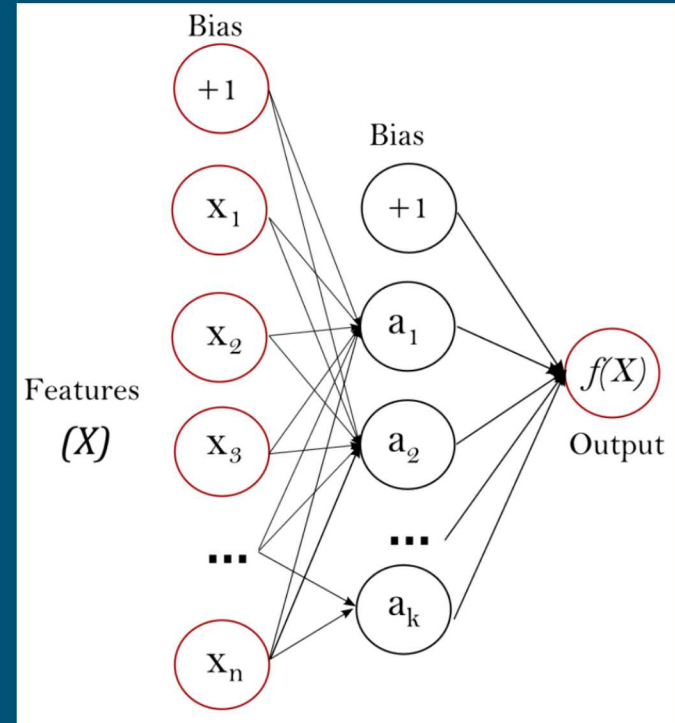 Bias
+1
x₁
x₂
Features
(X)
x₃
...
xₙ
Bias
+1
a₁
a₂
...
aₖ
f(X)
Output